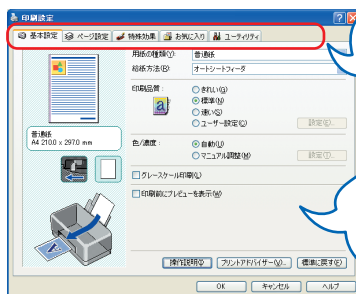 印刷設定
基本設定 ページ設定 特殊効果 お気に入り ユーティリティ
用紙の種類(Y): 普通紙
給紙方法(R): オートシートフィーダ
印刷品質: きれい(G)
標準(N)
速い(S)
ユーザー設定(C) 設定(E)...
普通紙
A4 210.0 x 297.0 mm
色/濃度: 自動(U)
マニュアル調整(M) 設定(T)...
グレースケール印刷(L)
印刷前にプレビューを表示(W)
操作説明(I) プリントアドバイザー(V)... 標準に戻す(F)
OK キャンセル ヘルプ